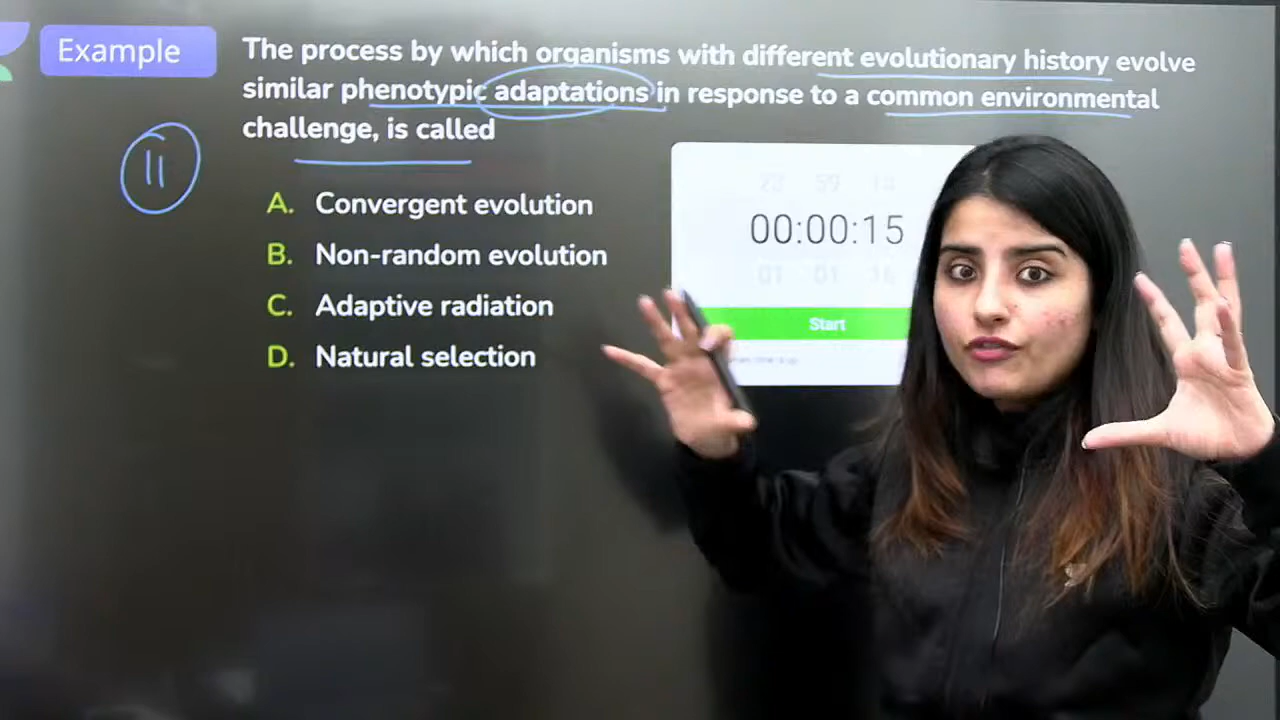 Example
The process by which organisms with different evolutionary history evolve
similar phenotypic adaptations in response to a common environmental
challenge, is called
11
A. Convergent evolution
B. Non-random evolution
C. Adaptive radiation
D. Natural selection
00:00:15
Start